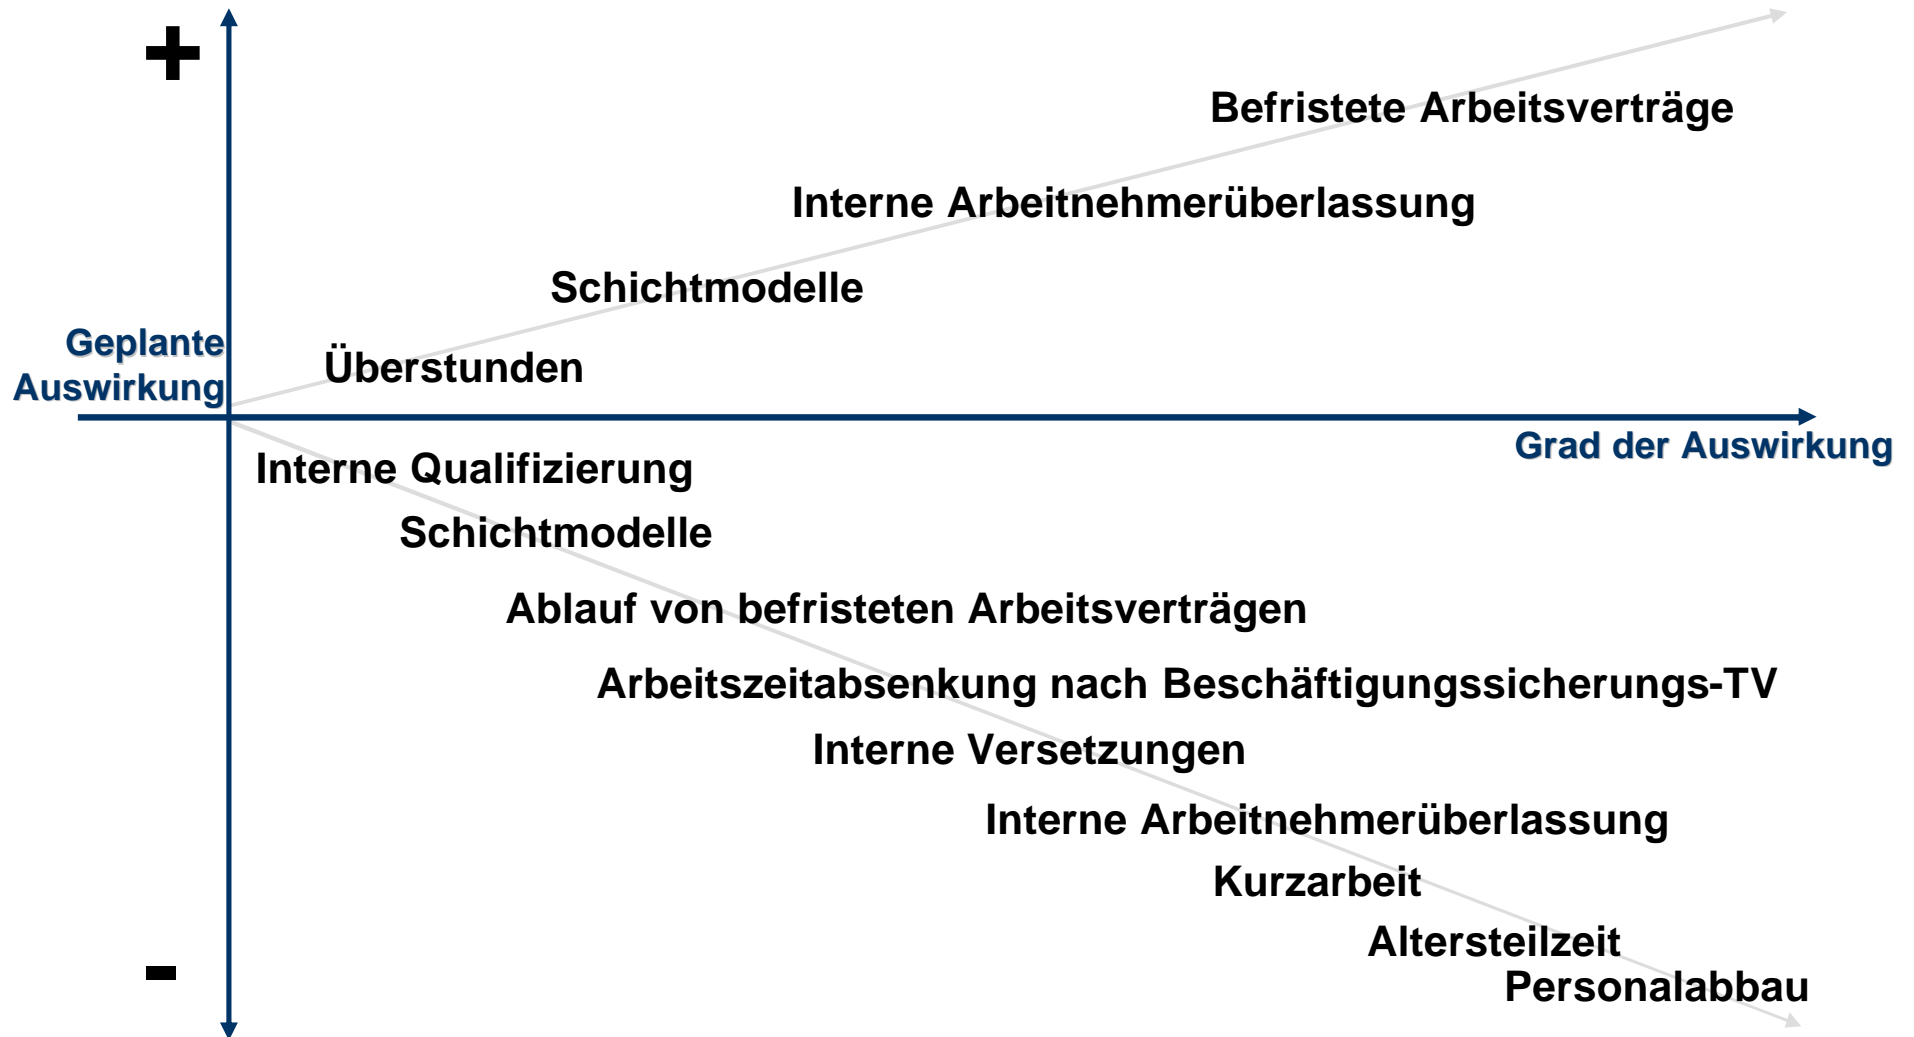 +
Befristete Arbeitsverträge
Interne Arbeitnehmerüberlassung
Schichtmodelle
Geplante
Auswirkung
Überstunden
Grad der Auswirkung
Interne Qualifizierung
Schichtmodelle
Ablauf von befristeten Arbeitsverträgen
Arbeitszeitabsenkung nach Beschäftigungssicherungs-TV
Interne Versetzungen
Interne Arbeitnehmerüberlassung
Kurzarbeit
Altersteilzeit
-
Personalabbau